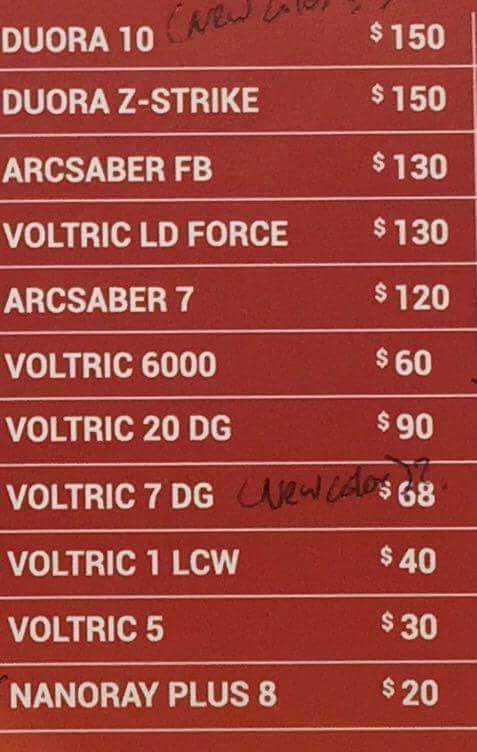 (New color
DUORA 10 $150
DUORA Z-STRIKE $150
ARCSABER FB $130
VOLTRIC LD FORCE $130
ARCSABER 7 $120
VOLTRIC 6000 $60
VOLTRIC 20 DG $90
VOLTRIC 7 DG (New color)?? $68
VOLTRIC 1 LCW $40
VOLTRIC 5 $30
NANORAY PLUS 8 $20